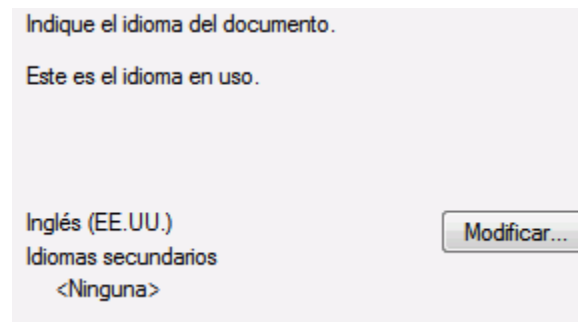 Indique el idioma del documento.
Este es el idioma en uso.
Inglés (EE.UU.)
Modificar...
Idiomas secundarios
<Ninguna>